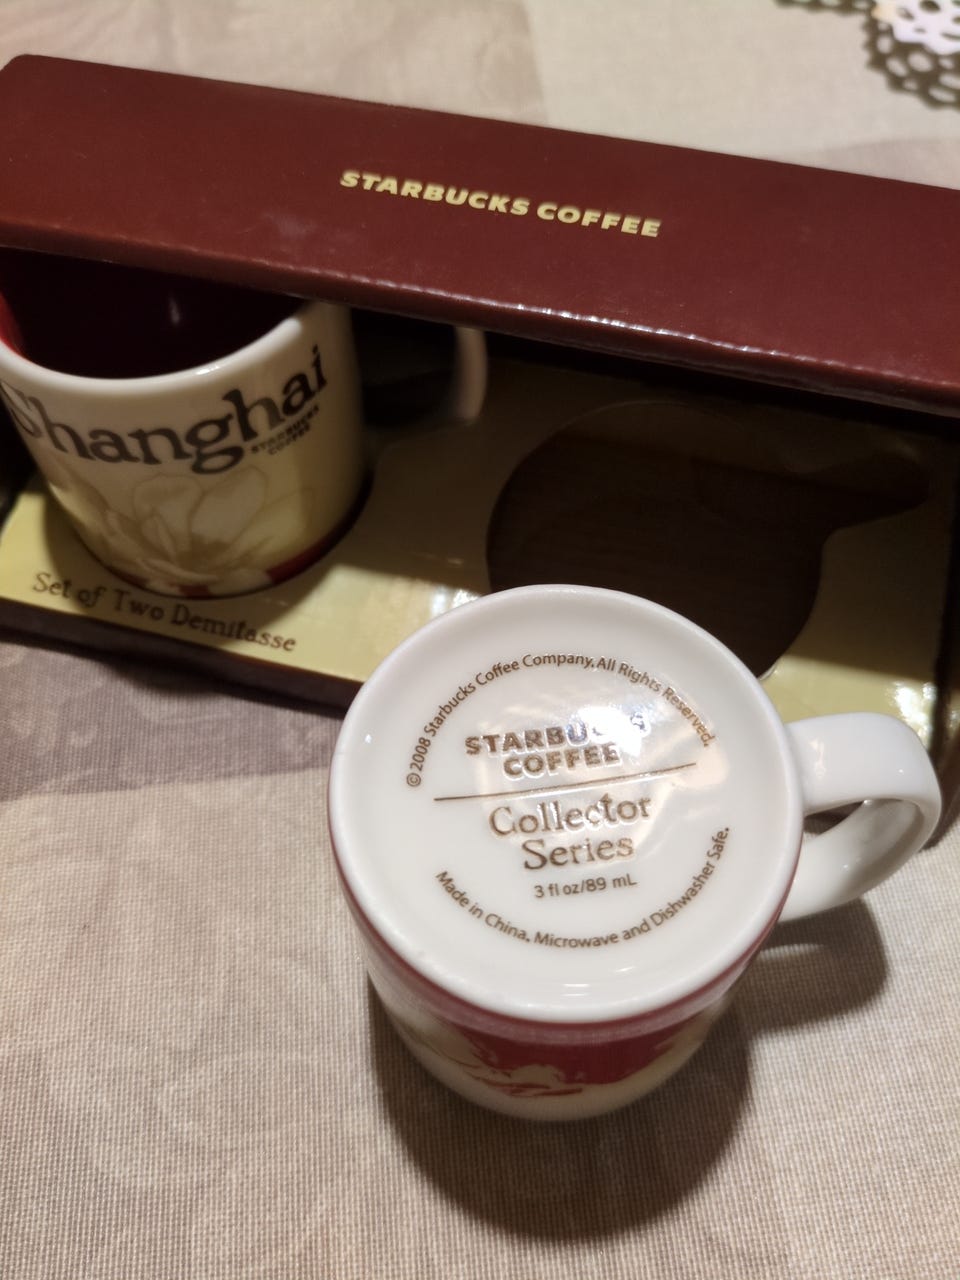 STARBUCKS COFFEE
Shanghai
STARBUCKS
COFFEE
Set of Two Demitasse
©2008 Starbucks Coffee Company. All Rights Reserved.
STARBUCKS
COFFEE
Collector
Series
3 fl oz/89 mL
Made in China. Microwave and Dishwasher Safe.